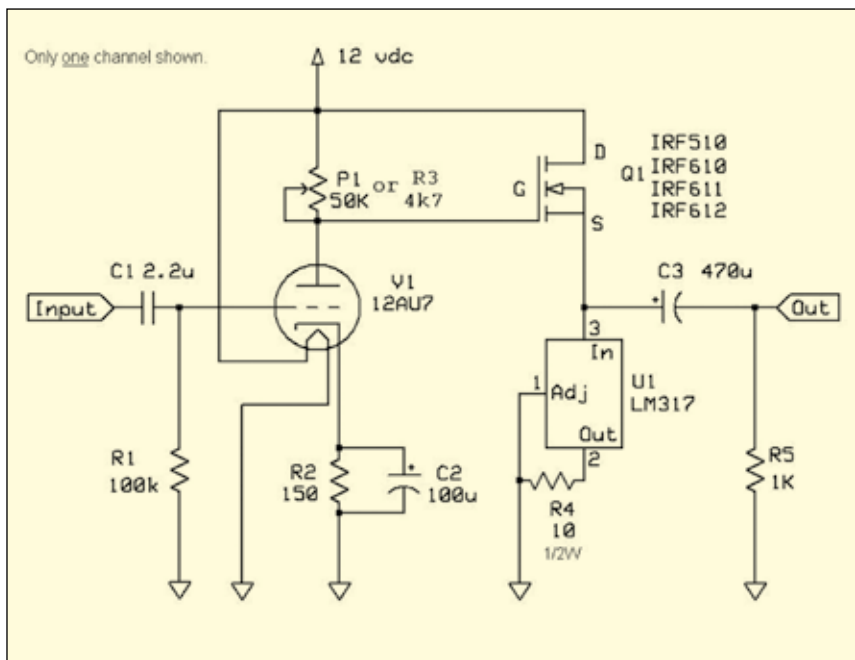 Only one channel shown.
12 vdc
P1 or R3
50K 4k7
D
G
S
Q1
IRF510
IRF610
IRF611
IRF612
C1 2.2u
V1
12AU7
C3 470u
Input
Out
3
In
1
Adj
U1
LM317
Out
2
R1
100k
R2
150
C2
100u
+
+
R4
10
1/2W
R5
1K